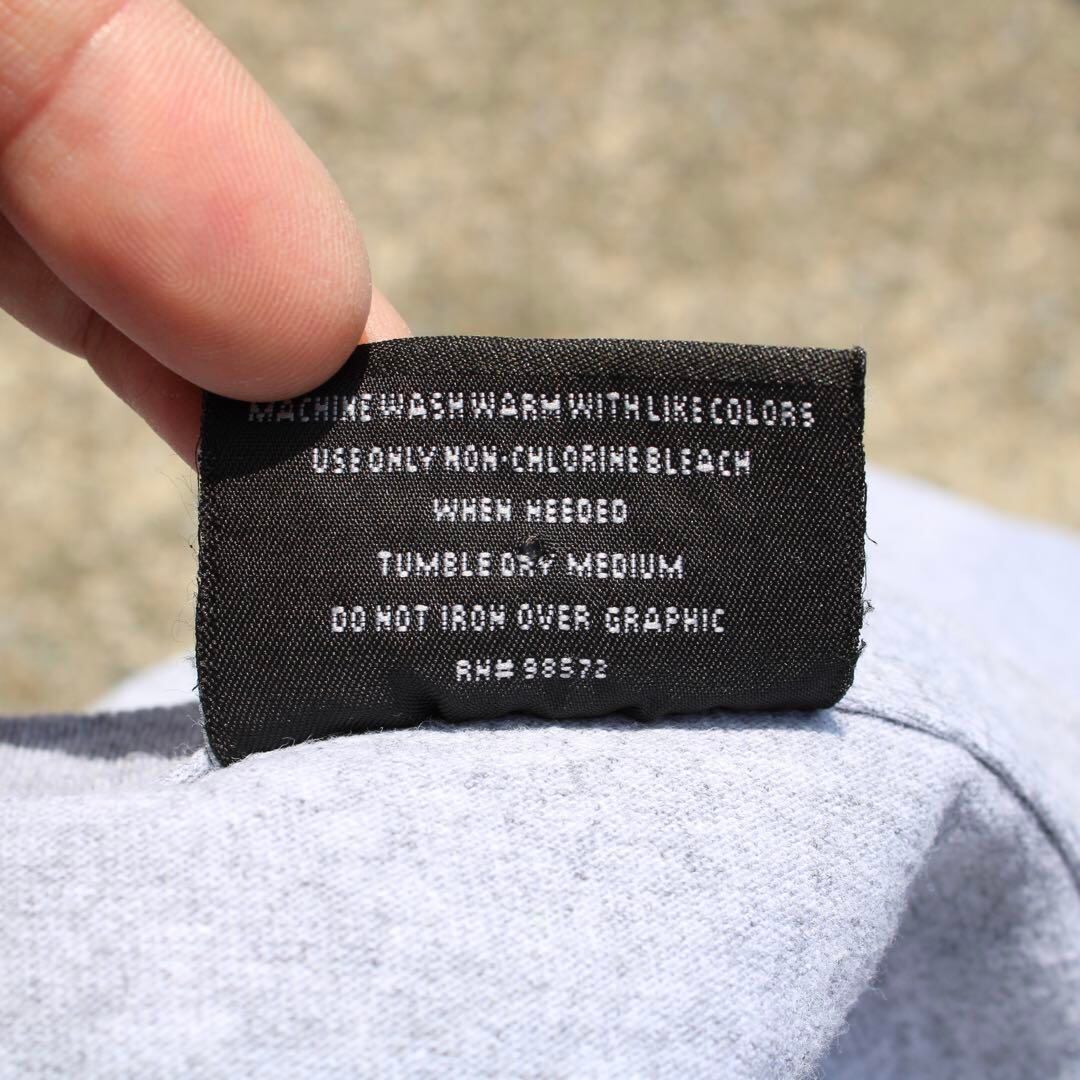 MACHINE WASH WARM WITH LIKE COLORS
USE ONLY NON-CHLORINE BLEACH
WHEN NEEDED
TUMBLE DRY MEDIUM
DO NOT IRON OVER GRAPHIC
RN# 98572